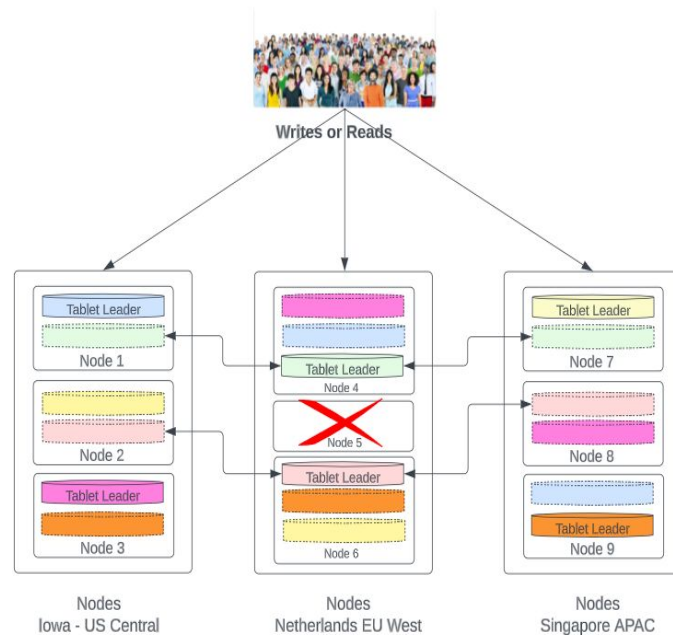 Writes or Reads
Tablet Leader
Node 1
Node 2
Tablet Leader
Node 3
Nodes
Iowa - US Central
Tablet Leader
Node 4
Node 5
Tablet Leader
Node 6
Nodes
Netherlands EU West
Tablet Leader
Node 7
Node 8
Tablet Leader
Node 9
Nodes
Singapore APAC